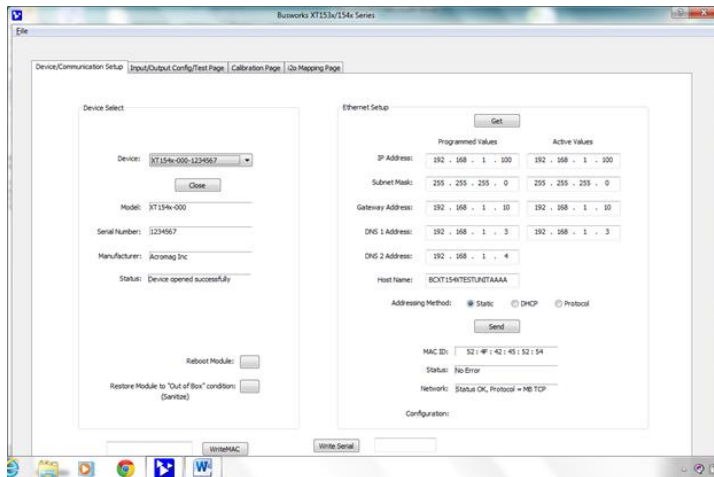 Busworks XT153x/154x Series
File
Device/Communication Setup Input/Output Config/Test Page Calibration Page i2o Mapping Page
Device Select
Device: XT154x-000-1234567
Close
Model: XT154x-000
Serial Number: 1234567
Manufacturer: Acromag Inc
Status: Device opened successfully
Reboot Module:
Restore Module to "Out of Box" condition:
(Sanitize)
WriteMAC
Ethernet Setup
Get
Programmed Values Active Values
IP Address: 192 . 168 . 1 . 100 192 . 168 . 1 . 100
Subnet Mask: 255 . 255 . 255 . 0 255 . 255 . 255 . 0
Gateway Address: 192 . 168 . 1 . 10 192 . 168 . 1 . 10
DNS 1 Address: 192 . 168 . 1 . 3 192 . 168 . 1 . 3
DNS 2 Address: 192 . 168 . 1 . 4
Host Name: BCXT154XTESTUNITAAAA
Addressing Method: Static DHCP Protocol
Send
MAC ID: 52 : 4F : 42 : 45 : 52 : 54
Status: No Error
Network: Status OK, Protocol = MB TCP
Configuration:
Write Serial